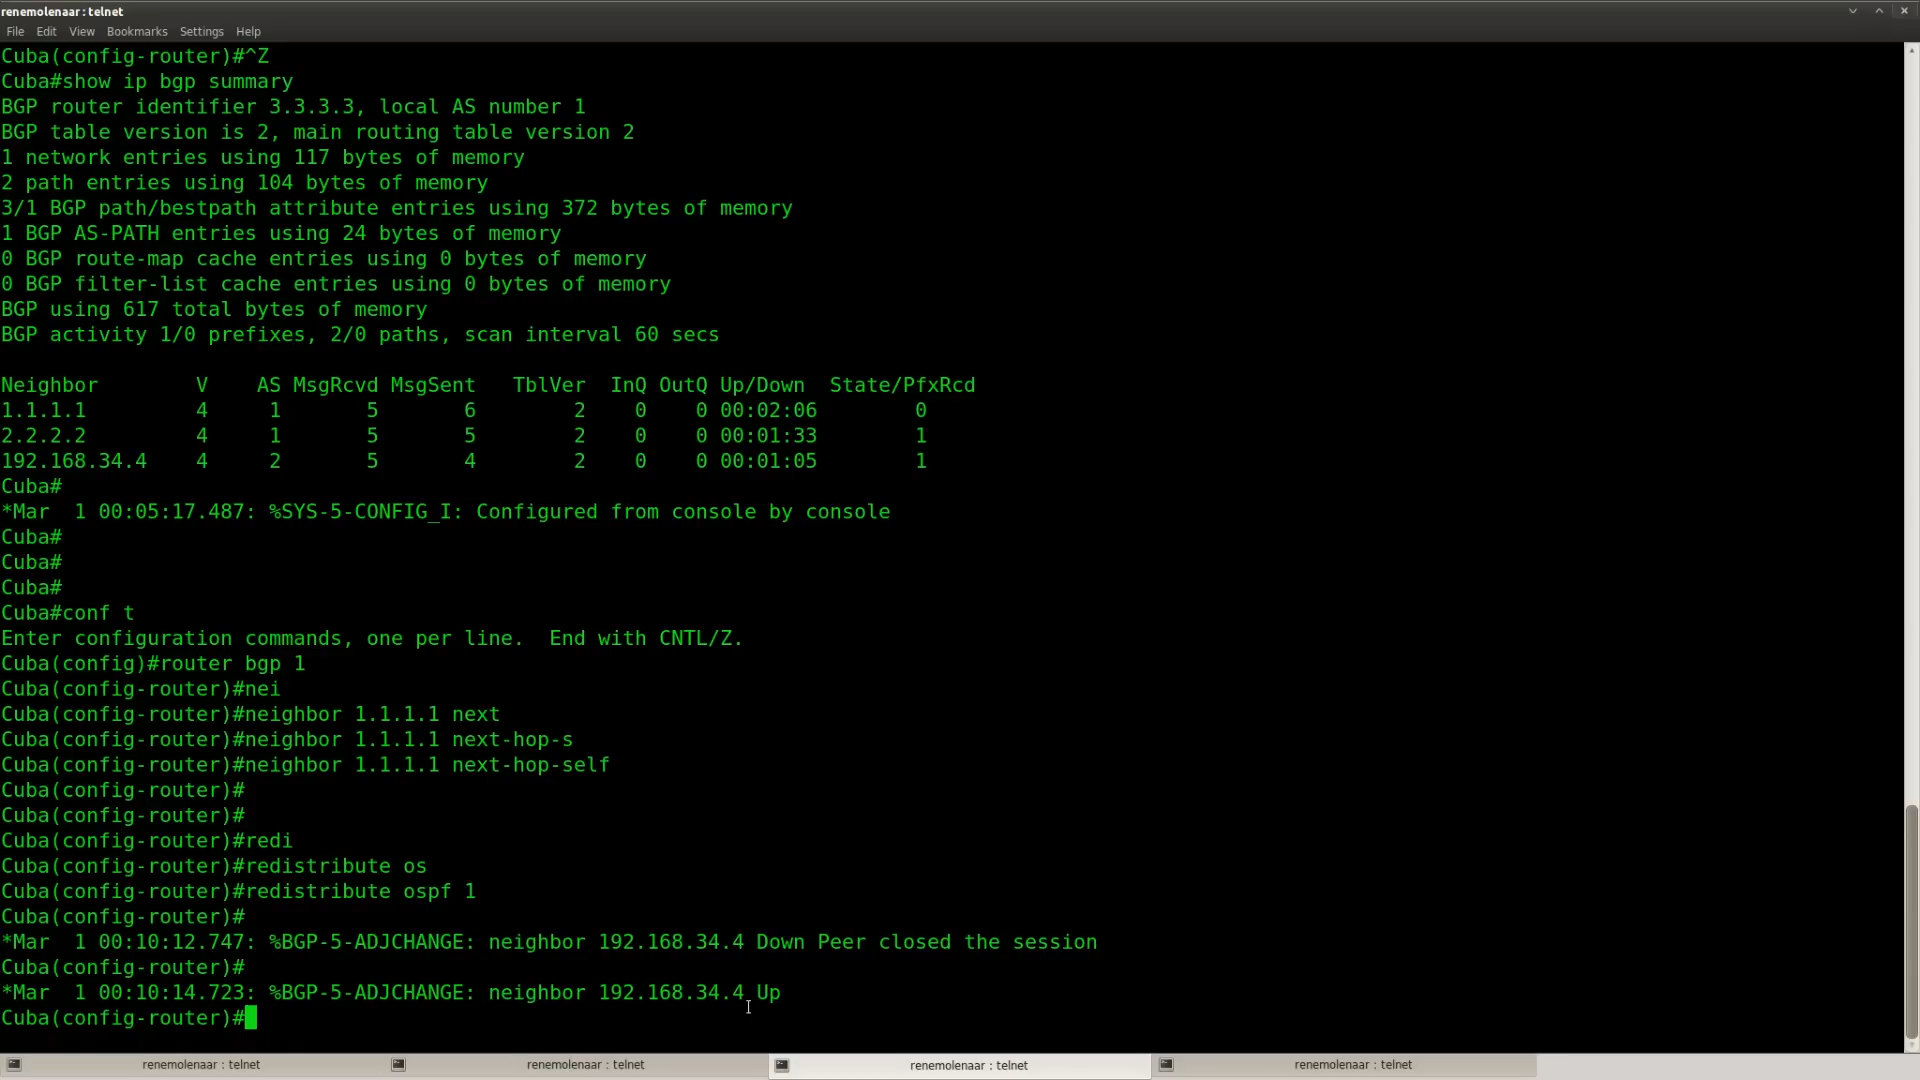 renemolenaar : telnet
File Edit View Bookmarks Settings Help
Cuba(config-router)#^Z
Cuba#show ip bgp summary
BGP router identifier 3.3.3.3, local AS number 1
BGP table version is 2, main routing table version 2
1 network entries using 117 bytes of memory
2 path entries using 104 bytes of memory
3/1 BGP path/bestpath attribute entries using 372 bytes of memory
1 BGP AS-PATH entries using 24 bytes of memory
0 BGP route-map cache entries using 0 bytes of memory
0 BGP filter-list cache entries using 0 bytes of memory
BGP using 617 total bytes of memory
BGP activity 1/0 prefixes, 2/0 paths, scan interval 60 secs
Neighbor        V    AS MsgRcvd MsgSent   TblVer  InQ OutQ Up/Down  State/PfxRcd
1.1.1.1         4     1       5       6        2    0    0 00:02:06        0
2.2.2.2         4     1       5       5        2    0    0 00:01:33        1
192.168.34.4    4     2       5       4        2    0    0 00:01:05        1
Cuba#
*Mar  1 00:05:17.487: %SYS-5-CONFIG_I: Configured from console by console
Cuba#
Cuba#
Cuba#
Cuba#conf t
Enter configuration commands, one per line.  End with CNTL/Z.
Cuba(config)#router bgp 1
Cuba(config-router)#nei
Cuba(config-router)#neighbor 1.1.1.1 next
Cuba(config-router)#neighbor 1.1.1.1 next-hop-s
Cuba(config-router)#neighbor 1.1.1.1 next-hop-self
Cuba(config-router)#
Cuba(config-router)#
Cuba(config-router)#redi
Cuba(config-router)#redistribute os
Cuba(config-router)#redistribute ospf 1
Cuba(config-router)#
*Mar  1 00:10:12.747: %BGP-5-ADJCHANGE: neighbor 192.168.34.4 Down Peer closed the session
Cuba(config-router)#
*Mar  1 00:10:14.723: %BGP-5-ADJCHANGE: neighbor 192.168.34.4 Up
Cuba(config-router)#
renemolenaar : telnet renemolenaar : telnet renemolenaar : telnet renemolenaar : telnet